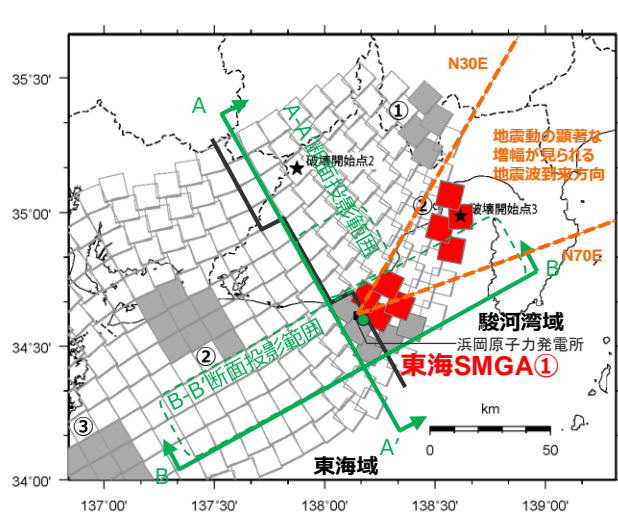 35°30'
35°00'
34°30'
34°00'
137°00'
137°30'
138°00'
138°30'
139°00'
N30E
地震動の顕著な
増幅が見られる
地震波到来方向
N70E
A
A-A'断面投影範囲
①
破壊開始点2
②
破壊開始点3
B'
駿河湾域
浜岡原子力発電所
東海SMGA①
B-B'断面投影範囲
②
③
km
0
50
A'
B
東海域